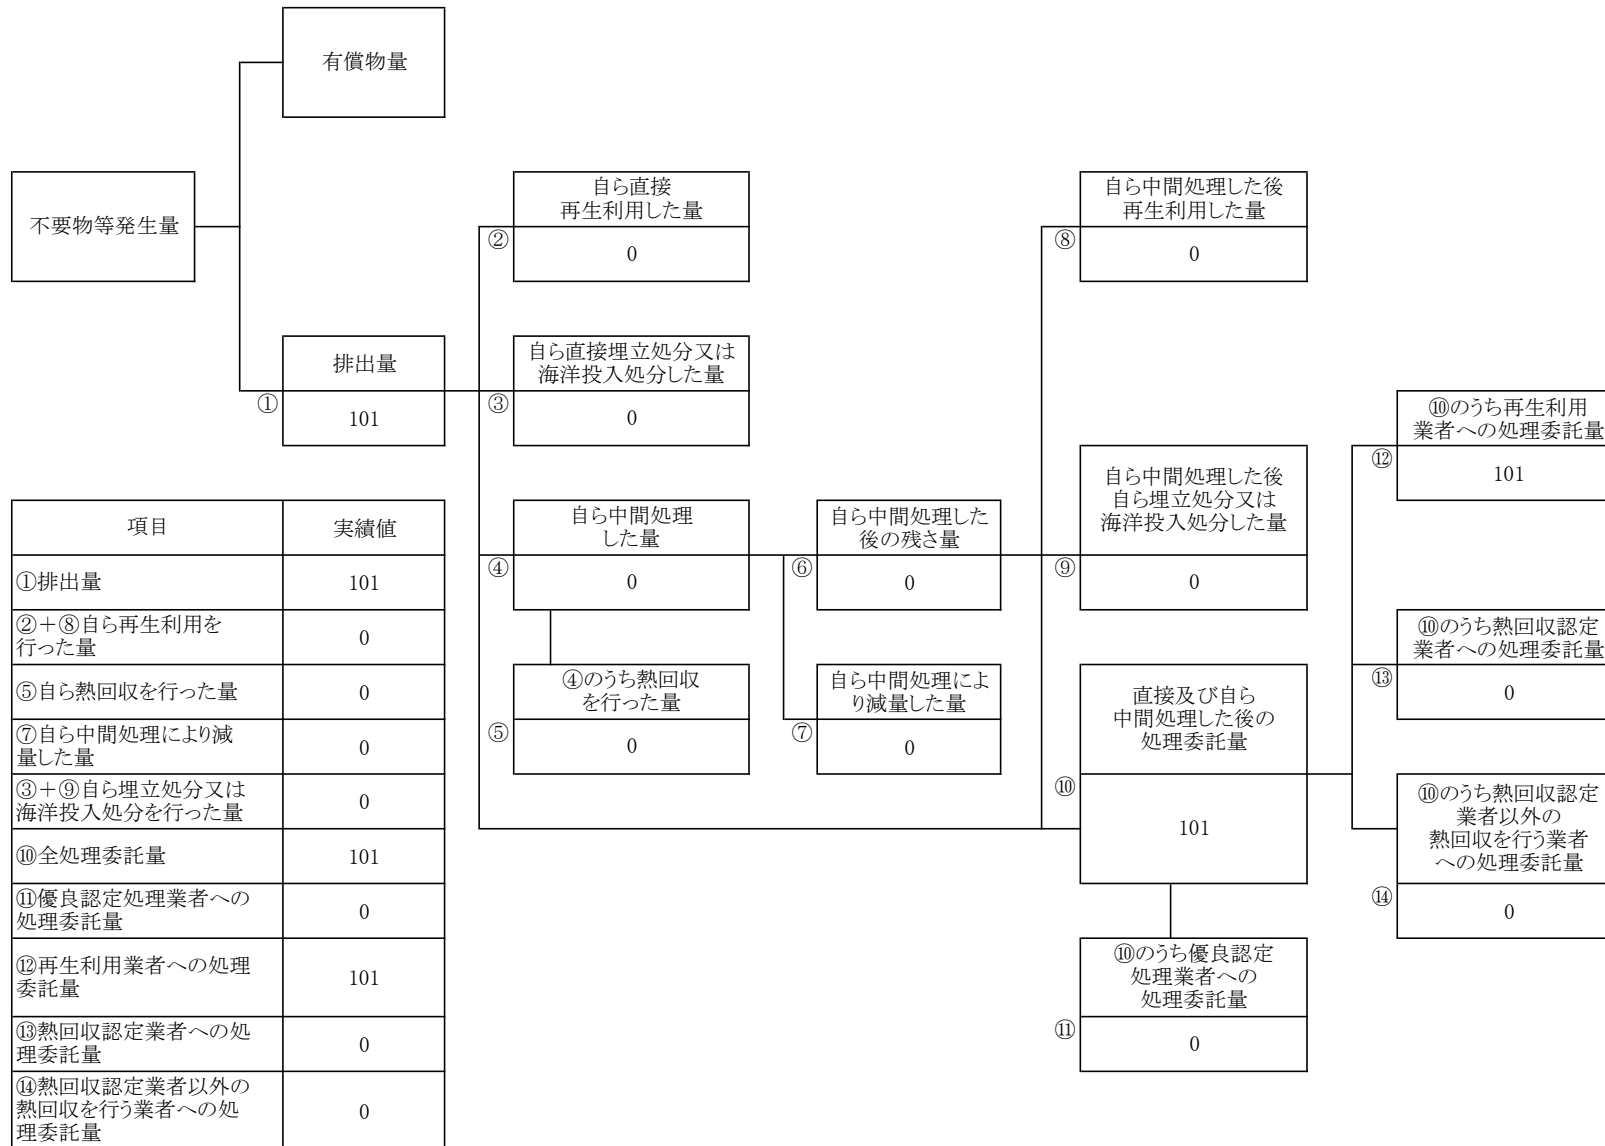 有償物量
不要物等発生量
自ら直接
再生利用した量
②
0
自ら中間処理した後
再生利用した量
⑧
0
排出量
①
101
自ら直接埋立処分又は
海洋投入処分した量
③
0
⑩のうち再生利用
業者への処理委託量
⑫
101
自ら中間処理
した量
④
0
自ら中間処理した
後の残さ量
⑥
0
自ら中間処理した後
自ら埋立処分又は
海洋投入処分した量
⑨
0
⑩のうち熱回収認定
業者への処理委託量
⑬
0
④のうち熱回収
を行った量
⑤
0
自ら中間処理によ
り減量した量
⑦
0
直接及び自ら
中間処理した後の
処理委託量
⑩
101
⑩のうち熱回収認定
業者以外の
熱回収を行う業者
への処理委託量
⑭
0
⑩のうち優良認定
処理業者への
処理委託量
⑪
0
項目 実績値
①排出量 101
②+⑧自ら再生利用を
行った量 0
⑤自ら熱回収を行った量 0
⑦自ら中間処理により減
量した量 0
③+⑨自ら埋立処分又は
海洋投入処分を行った量 0
⑩全処理委託量 101
⑪優良認定処理業者への
処理委託量 0
⑫再生利用業者への処理
委託量 101
⑬熱回収認定業者への処
理委託量 0
⑭熱回収認定業者以外の
熱回収を行う業者への処
理委託量 0